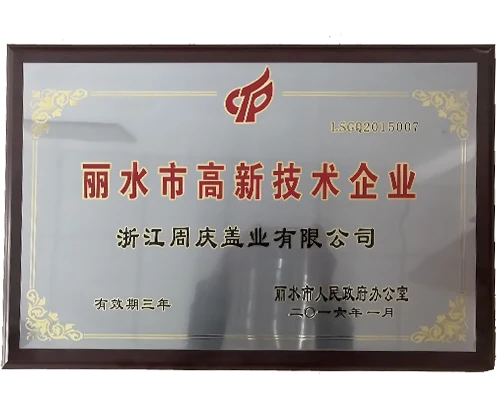 LSGQ2015007
丽水市高新技术企业
浙江周庆盖业有限公司
有效期三年
丽水市人民政府办公室
二〇一六年一月